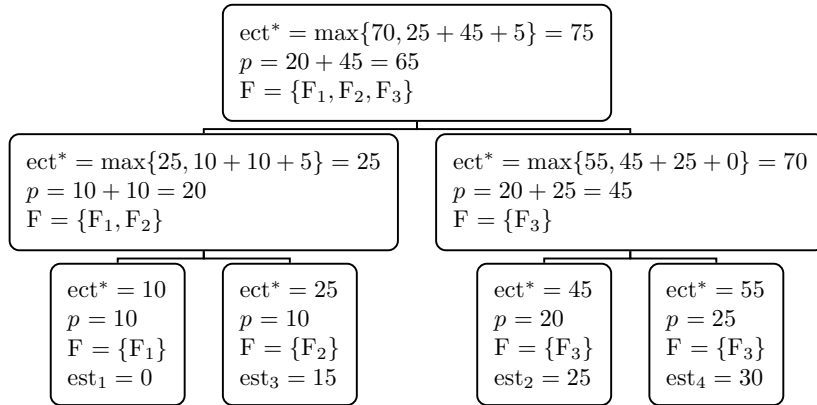 ect* = max{70, 25 + 45 + 5} = 75
p = 20 + 45 = 65
F = {F₁, F₂, F₃}
ect* = max{25, 10 + 10 + 5} = 25
p = 10 + 10 = 20
F = {F₁, F₂}
ect* = max{55, 45 + 25 + 0} = 70
p = 20 + 25 = 45
F = {F₃}
ect* = 10
p = 10
F = {F₁}
est₁ = 0
ect* = 25
p = 10
F = {F₂}
est₃ = 15
ect* = 45
p = 20
F = {F₃}
est₂ = 25
ect* = 55
p = 25
F = {F₃}
est₄ = 30